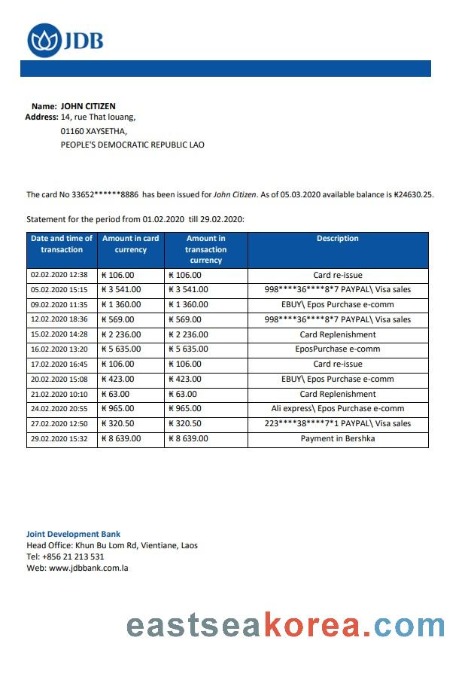 JDB
Name: JOHN CITIZEN
Address: 14, rue That louang,
01160 XAYSETHA,
PEOPLE'S DEMOCRATIC REPUBLIC LAO
The card No 33652******8886 has been issued for John Citizen. As of 05.03.2020 available balance is ₭24630.25.
Statement for the period from 01.02.2020 till 29.02.2020:
Date and time of transaction | Amount in card currency | Amount in transaction currency | Description
02.02.2020 12:38 | ₭ 106.00 | ₭ 106.00 | Card re-issue
05.02.2020 15:15 | ₭ 3 541.00 | ₭ 3 541.00 | 998****36****8*7 PAYPAL\ Visa sales
09.02.2020 11:35 | ₭ 1 360.00 | ₭ 1 360.00 | EBUY\ Epos Purchase e-comm
12.02.2020 18:36 | ₭ 569.00 | ₭ 569.00 | 998****36****8*7 PAYPAL\ Visa sales
15.02.2020 14:28 | ₭ 2 236.00 | ₭ 2 236.00 | Card Replenishment
16.02.2020 13:20 | ₭ 5 635.00 | ₭ 5 635.00 | EposPurchase e-comm
17.02.2020 16:45 | ₭ 106.00 | ₭ 106.00 | Card re-issue
20.02.2020 15:08 | ₭ 423.00 | ₭ 423.00 | EBUY\ Epos Purchase e-comm
21.02.2020 10:10 | ₭ 63.00 | ₭ 63.00 | Card Replenishment
24.02.2020 20:55 | ₭ 965.00 | ₭ 965.00 | Ali express\ Epos Purchase e-comm
27.02.2020 12:50 | ₭ 320.50 | ₭ 320.50 | 223****38****7*1 PAYPAL\ Visa sales
29.02.2020 15:32 | ₭ 8 639.00 | ₭ 8 639.00 | Payment in Bershka
Joint Development Bank
Head Office: Khun Bu Lom Rd, Vientiane, Laos
Tel: +856 21 213 531
Web: www.jdbbank.com.la
eastseakorea.com